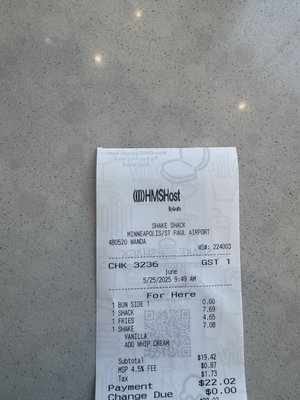 HMSHost
By Avolta
SHAKE SHACK
MINNEAPOLIS/ST PAUL AIRPORT
480520 WANDA
WS#: 224003
CHK 3236 GST 1
june
5/25/2025 9:49 AM
For Here
1 BUN SIDE 1 0.00
1 SHACK 7.69
1 FRIES 4.65
1 SHAKE 7.08
VANILLA
ADD WHIP CREAM
Subtotal $19.42
MSP 4.5% FEE $0.87
Tax $1.73
Payment $22.02
Change Due $0.00